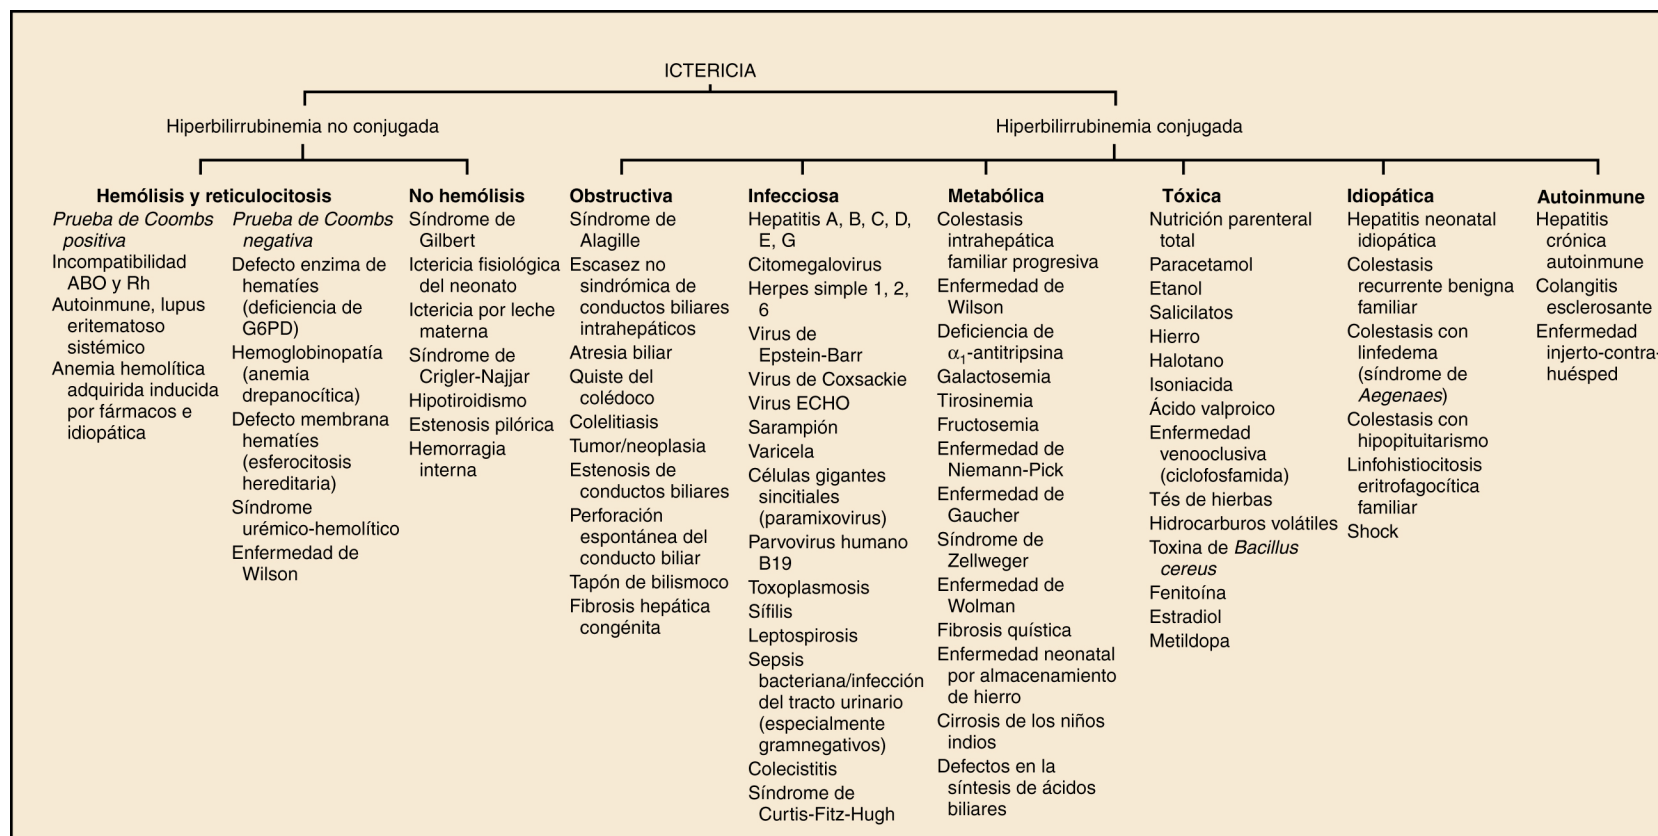 ICTERICIA
Hiperbilirrubinemia no conjugada
Hiperbilirrubinemia conjugada
Hemólisis y reticulocitosis
Prueba de Coombs
positiva
Incompatibilidad
ABO y Rh
Autoinmune, lupus
eritematoso
sistémico
Anemia hemolítica
adquirida inducida
por fármacos e
idiopática
Prueba de Coombs
negativa
Defecto enzima de
hematíes
(deficiencia de
G6PD)
Hemoglobinopatía
(anemia
drepanocítica)
Defecto membrana
hematíes
(esferocitosis
hereditaria)
Síndrome
urémico-hemolítico
Enfermedad de
Wilson
No hemólisis
Síndrome de
Gilbert
Ictericia fisiológica
del neonato
Ictericia por leche
materna
Síndrome de
Crigler-Najjar
Hipotiroidismo
Estenosis pilórica
Hemorragia
interna
Obstructiva
Síndrome de
Alagille
Escasez no
sindrómica de
conductos biliares
intrahepáticos
Atresia biliar
Quiste del
colédoco
Colelitiasis
Tumor/neoplasia
Estenosis de
conductos biliares
Perforación
espontánea del
conducto biliar
Tapón de bilismoco
Fibrosis hepática
congénita
Infecciosa
Hepatitis A, B, C, D,
E, G
Citomegalovirus
Herpes simple 1, 2,
6
Virus de
Epstein-Barr
Virus de Coxsackie
Virus ECHO
Sarampión
Varicela
Células gigantes
sincitiales
(paramixovirus)
Parvovirus humano
B19
Toxoplasmosis
Sífilis
Leptospirosis
Sepsis
bacteriana/infección
del tracto urinario
(especialmente
gramnegativos)
Colecistitis
Síndrome de
Curtis-Fitz-Hugh
Metabólica
Colestasis
intrahepática
familiar progresiva
Enfermedad de
Wilson
Deficiencia de
α₁-antitripsina
Galactosemia
Tirosinemia
Fructosemia
Enfermedad de
Niemann-Pick
Enfermedad de
Gaucher
Síndrome de
Zellweger
Enfermedad de
Wolman
Fibrosis quística
Enfermedad neonatal
por almacenamiento
de hierro
Cirrosis de los niños
indios
Defectos en la
síntesis de ácidos
biliares
Tóxica
Nutrición parenteral
total
Paracetamol
Etanol
Salicilatos
Hierro
Halotano
Isoniacida
Ácido valproico
Enfermedad
venooclusiva
(ciclofosfamida)
Tés de hierbas
Hidrocarburos volátiles
Toxina de Bacillus
cereus
Fenitoína
Estradiol
Metildopa
Idiopática
Hepatitis neonatal
idiopática
Colestasis
recurrente benigna
familiar
Colestasis con
linfedema
(síndrome de
Aegenaes)
Colestasis con
hipopituitarismo
Linfohistiocitosis
eritrofagocítica
familiar
Shock
Autoinmune
Hepatitis
crónica
autoinmune
Colangitis
esclerosante
Enfermedad
injerto-contra-
huésped